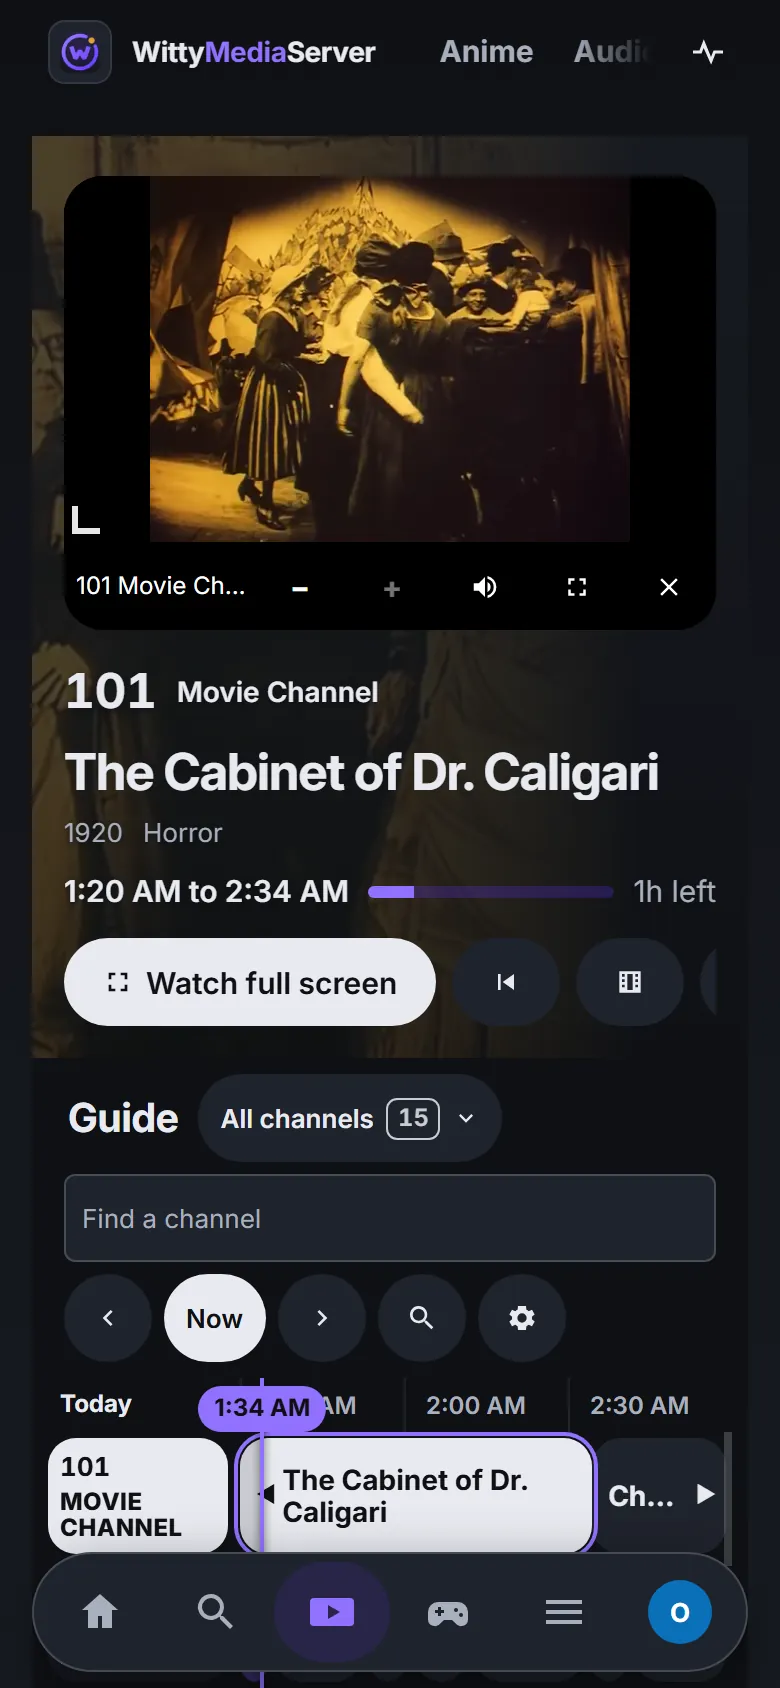 WittyMediaServer
Anime
101 Movie Ch...
101 Movie Channel
The Cabinet of Dr. Caligari
1920 Horror
1:20 AM to 2:34 AM
1h left
Watch full screen
Guide
All channels 15
Find a channel
Now
Today
1:34 AM
AM
2:00 AM
2:30 AM
101
MOVIE
CHANNEL
The Cabinet of Dr.
Caligari
Ch...
O